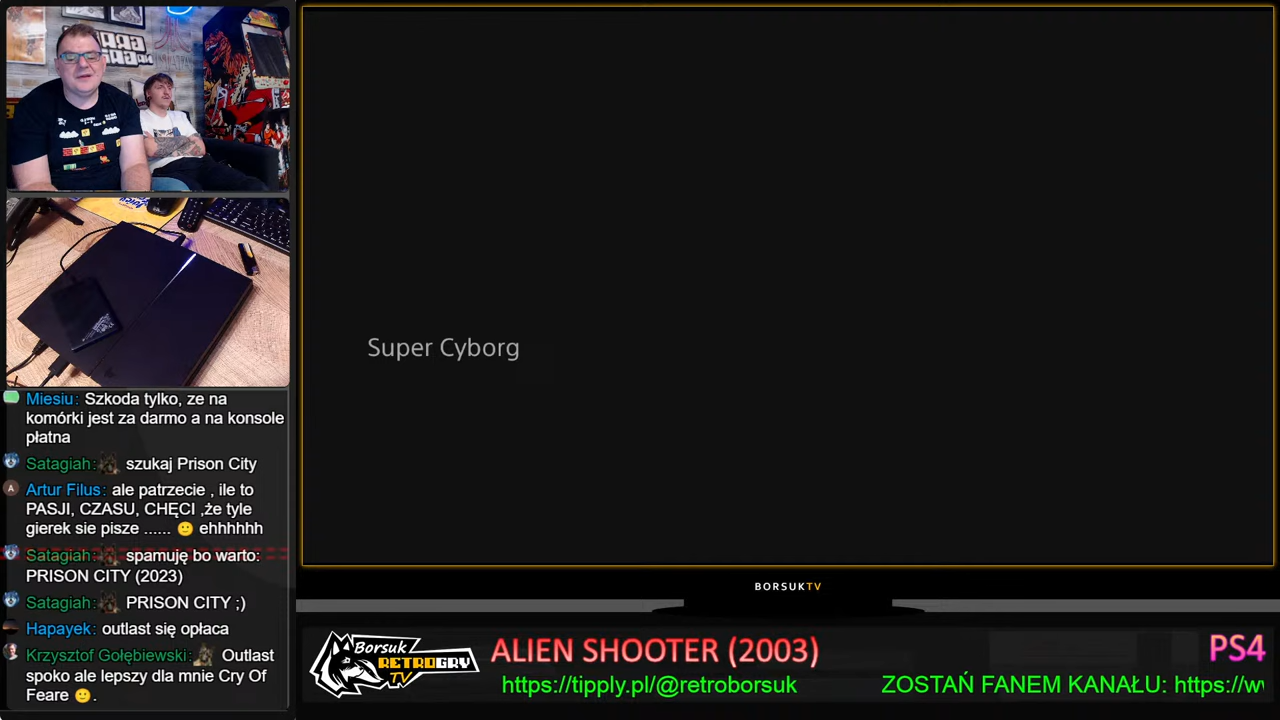 Super Cyborg
Miesiu: Szkoda tylko, ze na
komórki jest za darmo a na konsole
płatna
Satagiah: szukaj Prison City
Artur Filus: ale patrzecie , ile to
PASJI, CZASU, CHĘCI ,że tyle
gierek sie pisze ...... 🙂 ehhhhhh
Satagiah: spamuję bo warto:
PRISON CITY (2023)
Satagiah: PRISON CITY ;)
Hapayek: outlast się opłaca
Krzysztof Gołębiewski: Outlast
spoko ale lepszy dla mnie Cry Of
Feare 🙂.
BORSUKTV
Borsuk
RETROGRY
TV
ALIEN SHOOTER (2003)
PS4
https://tipply.pl/@retroborsuk
ZOSTAŃ FANEM KANAŁU: https://w